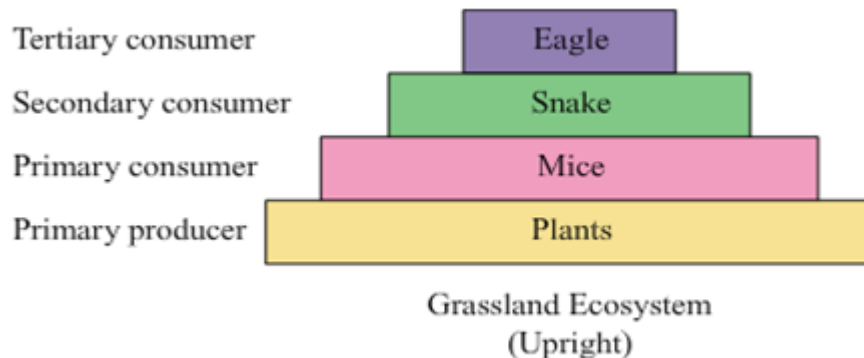 Tertiary consumer Eagle
Secondary consumer Snake
Primary consumer Mice
Primary producer Plants
Grassland Ecosystem
(Upright)